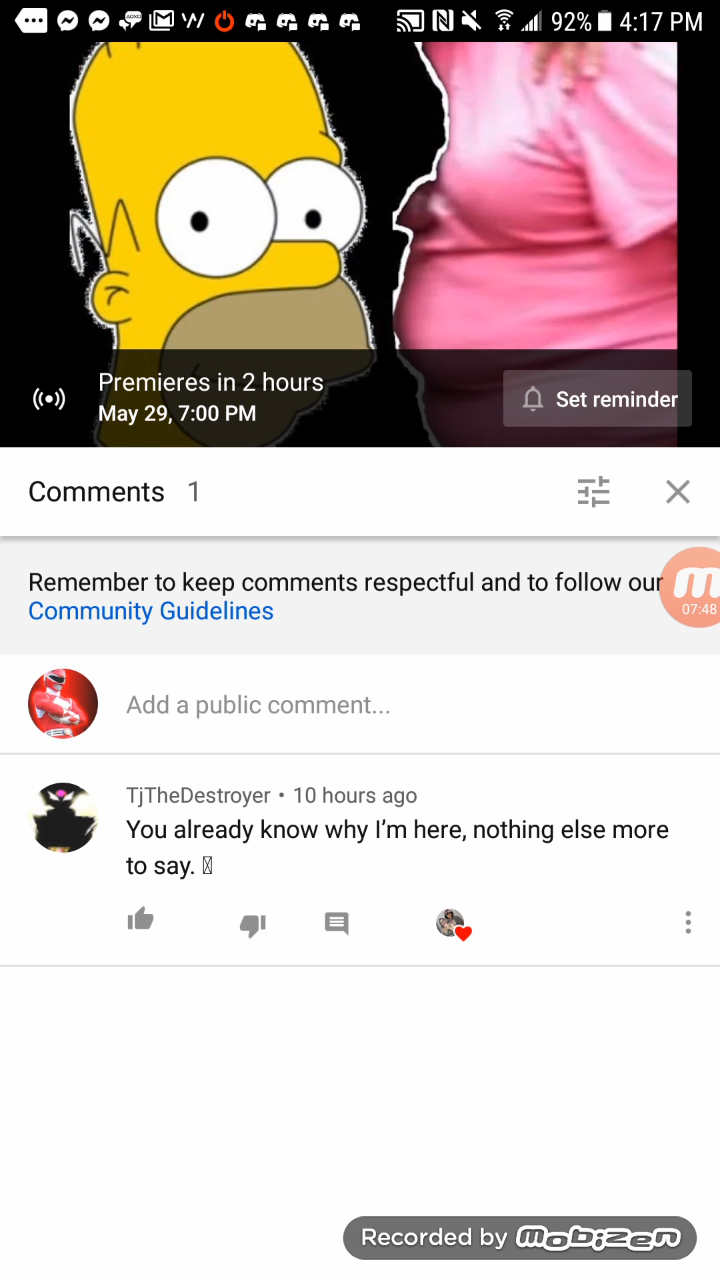 92% 4:17 PM
Premieres in 2 hours
May 29, 7:00 PM
Set reminder
Comments 1
Remember to keep comments respectful and to follow our
Community Guidelines
07:48
Add a public comment...
TjTheDestroyer • 10 hours ago
You already know why I’m here, nothing else more
to say.
Recorded by mobizen